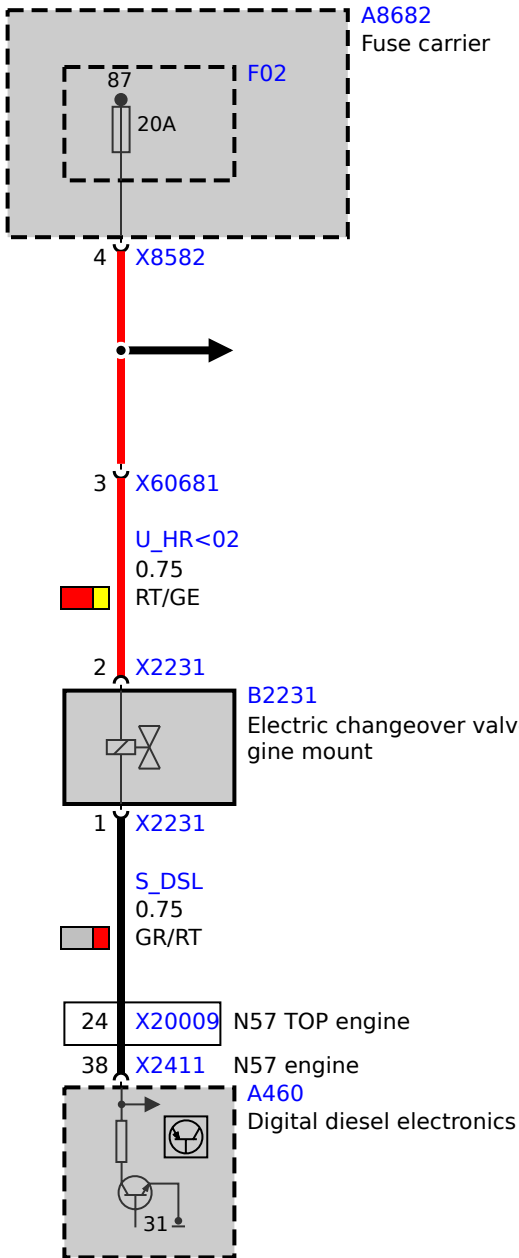 A8682
Fuse carrier
F02
87
20A
4 X8582
3 X60681
U_HR<02
0.75
RT/GE
2 X2231
B2231
Electric changeover valv
gine mount
1 X2231
S_DSL
0.75
GR/RT
24 X20009 N57 TOP engine
38 X2411 N57 engine
A460
Digital diesel electronics
31